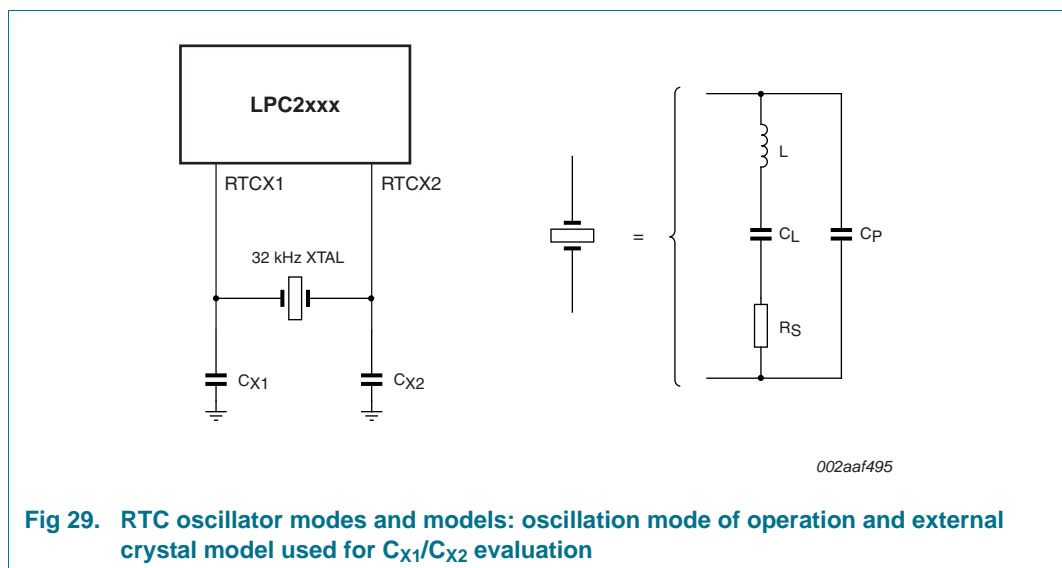 LPC2xxx
RTCX1
RTCX2
32 kHz XTAL
CX1
CX2
=
L
CL
CP
RS
002aaf495
Fig 29. RTC oscillator modes and models: oscillation mode of operation and external
crystal model used for CX1/CX2 evaluation